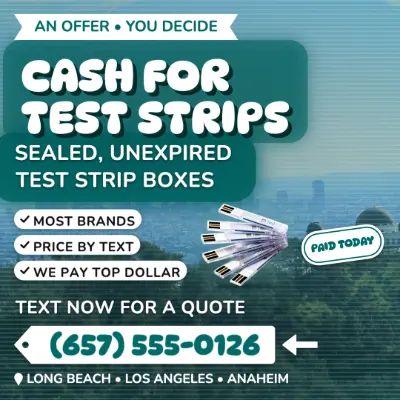 AN OFFER • YOU DECIDE
CASH FOR
TEST STRIPS
SEALED, UNEXPIRED
TEST STRIP BOXES
MOST BRANDS
PRICE BY TEXT
WE PAY TOP DOLLAR
PAID TODAY
TEXT NOW FOR A QUOTE
(657) 555-0126
LONG BEACH • LOS ANGELES • ANAHEIM